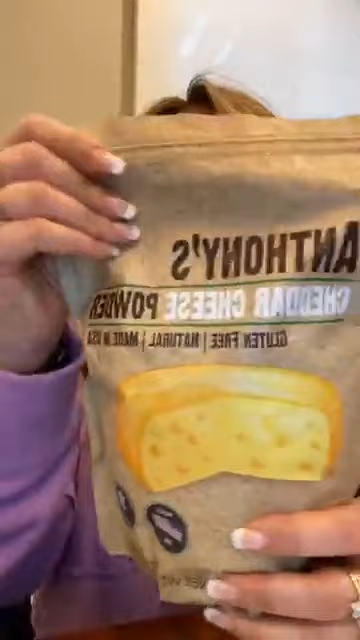 ANTHONY'S
CHEDDAR CHEESE POWDER
GLUTEN FREE | NATURAL | MADE IN USA